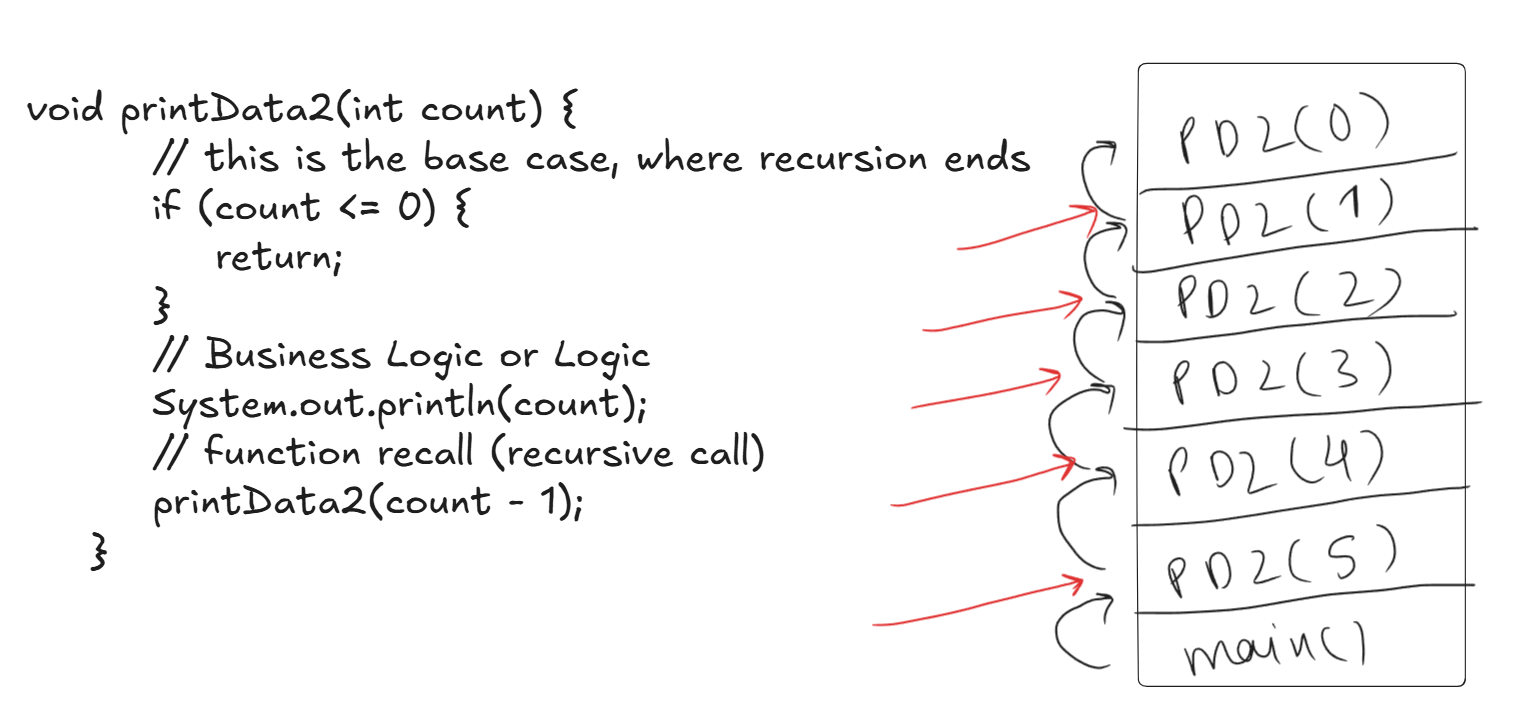 void printData2(int count) {
// this is the base case, where recursion ends
if (count <= 0) {
return;
}
// Business Logic or Logic
System.out.println(count);
// function recall (recursive call)
printData2(count - 1);
}
PD2(0)
PD2(1)
PD2(2)
PD2(3)
PD2(4)
PD2(5)
main()